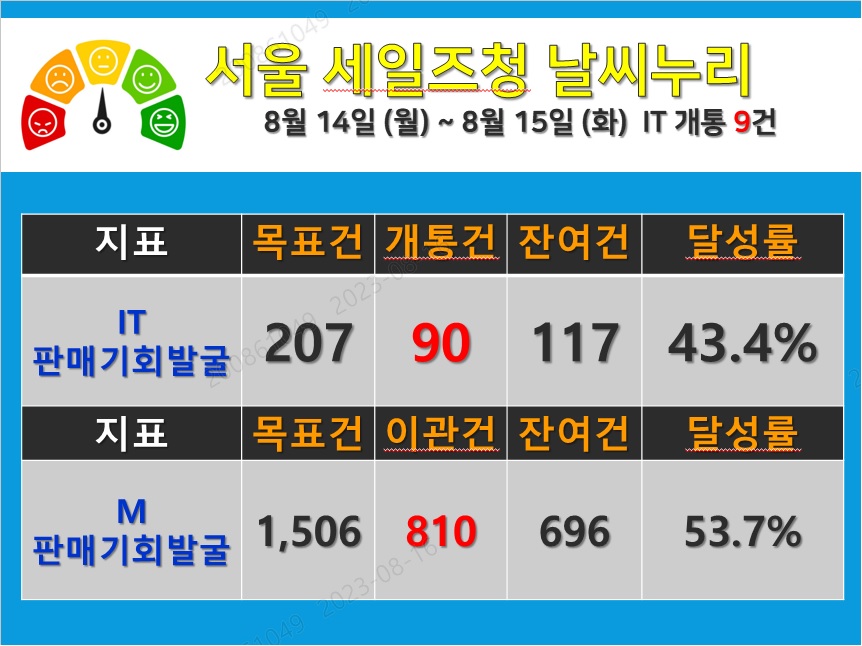 서울 세일즈청 날씨누리
8월 14일 (월) ~ 8월 15일 (화) IT 개통 9건
지표 목표건 개통건 잔여건 달성률
IT
판매기회발굴 207 90 117 43.4%
지표 목표건 이관건 잔여건 달성률
M
판매기회발굴 1,506 810 696 53.7%